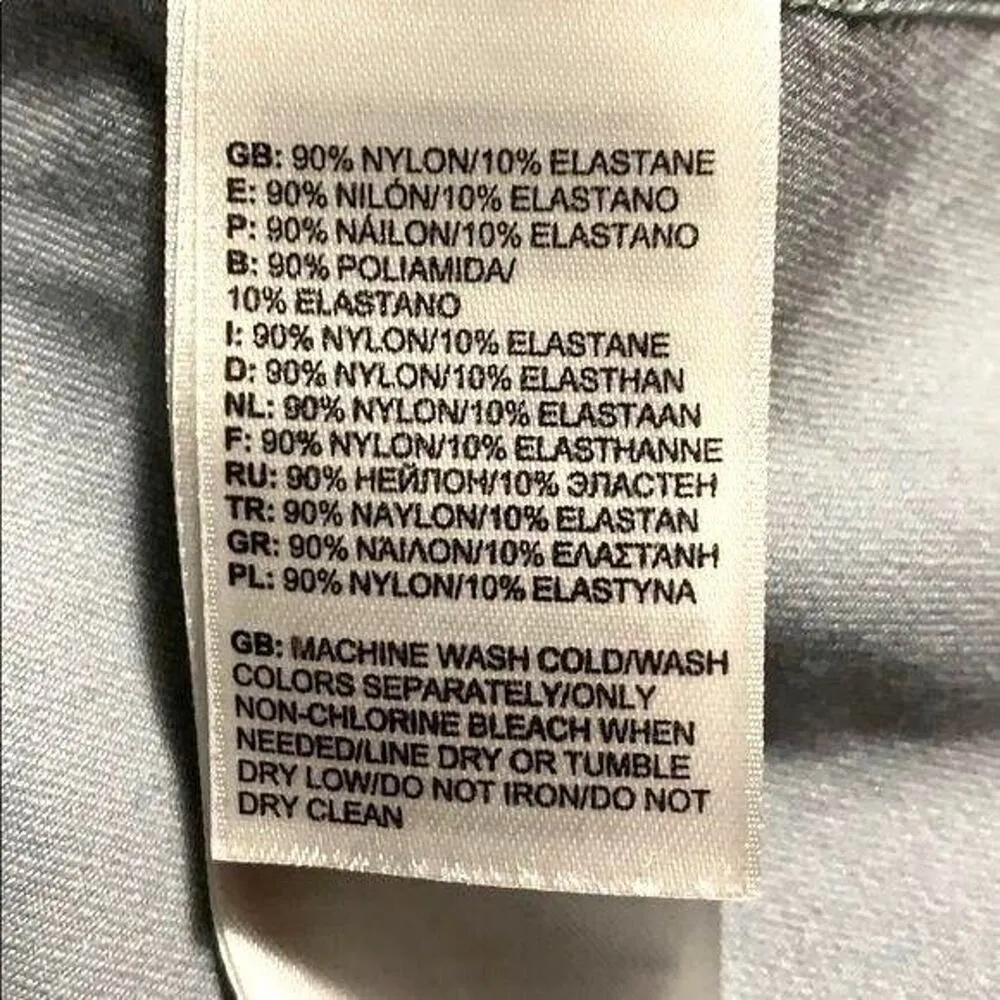 GB: 90% NYLON/10% ELASTANE
E: 90% NILÓN/10% ELASTANO
P: 90% NÁILON/10% ELASTANO
B: 90% POLIAMIDA/
10% ELASTANO
I: 90% NYLON/10% ELASTANE
D: 90% NYLON/10% ELASTHAN
NL: 90% NYLON/10% ELASTAAN
F: 90% NYLON/10% ELASTHANNE
RU: 90% НЕЙЛОН/10% ЭЛАСТЕН
TR: 90% NAYLON/10% ELASTAN
GR: 90% ΝΑΙΛΟΝ/10% ΕΛΑΣΤΑΝΗ
PL: 90% NYLON/10% ELASTYNA
GB: MACHINE WASH COLD/WASH
COLORS SEPARATELY/ONLY
NON-CHLORINE BLEACH WHEN
NEEDED/LINE DRY OR TUMBLE
DRY LOW/DO NOT IRON/DO NOT
DRY CLEAN